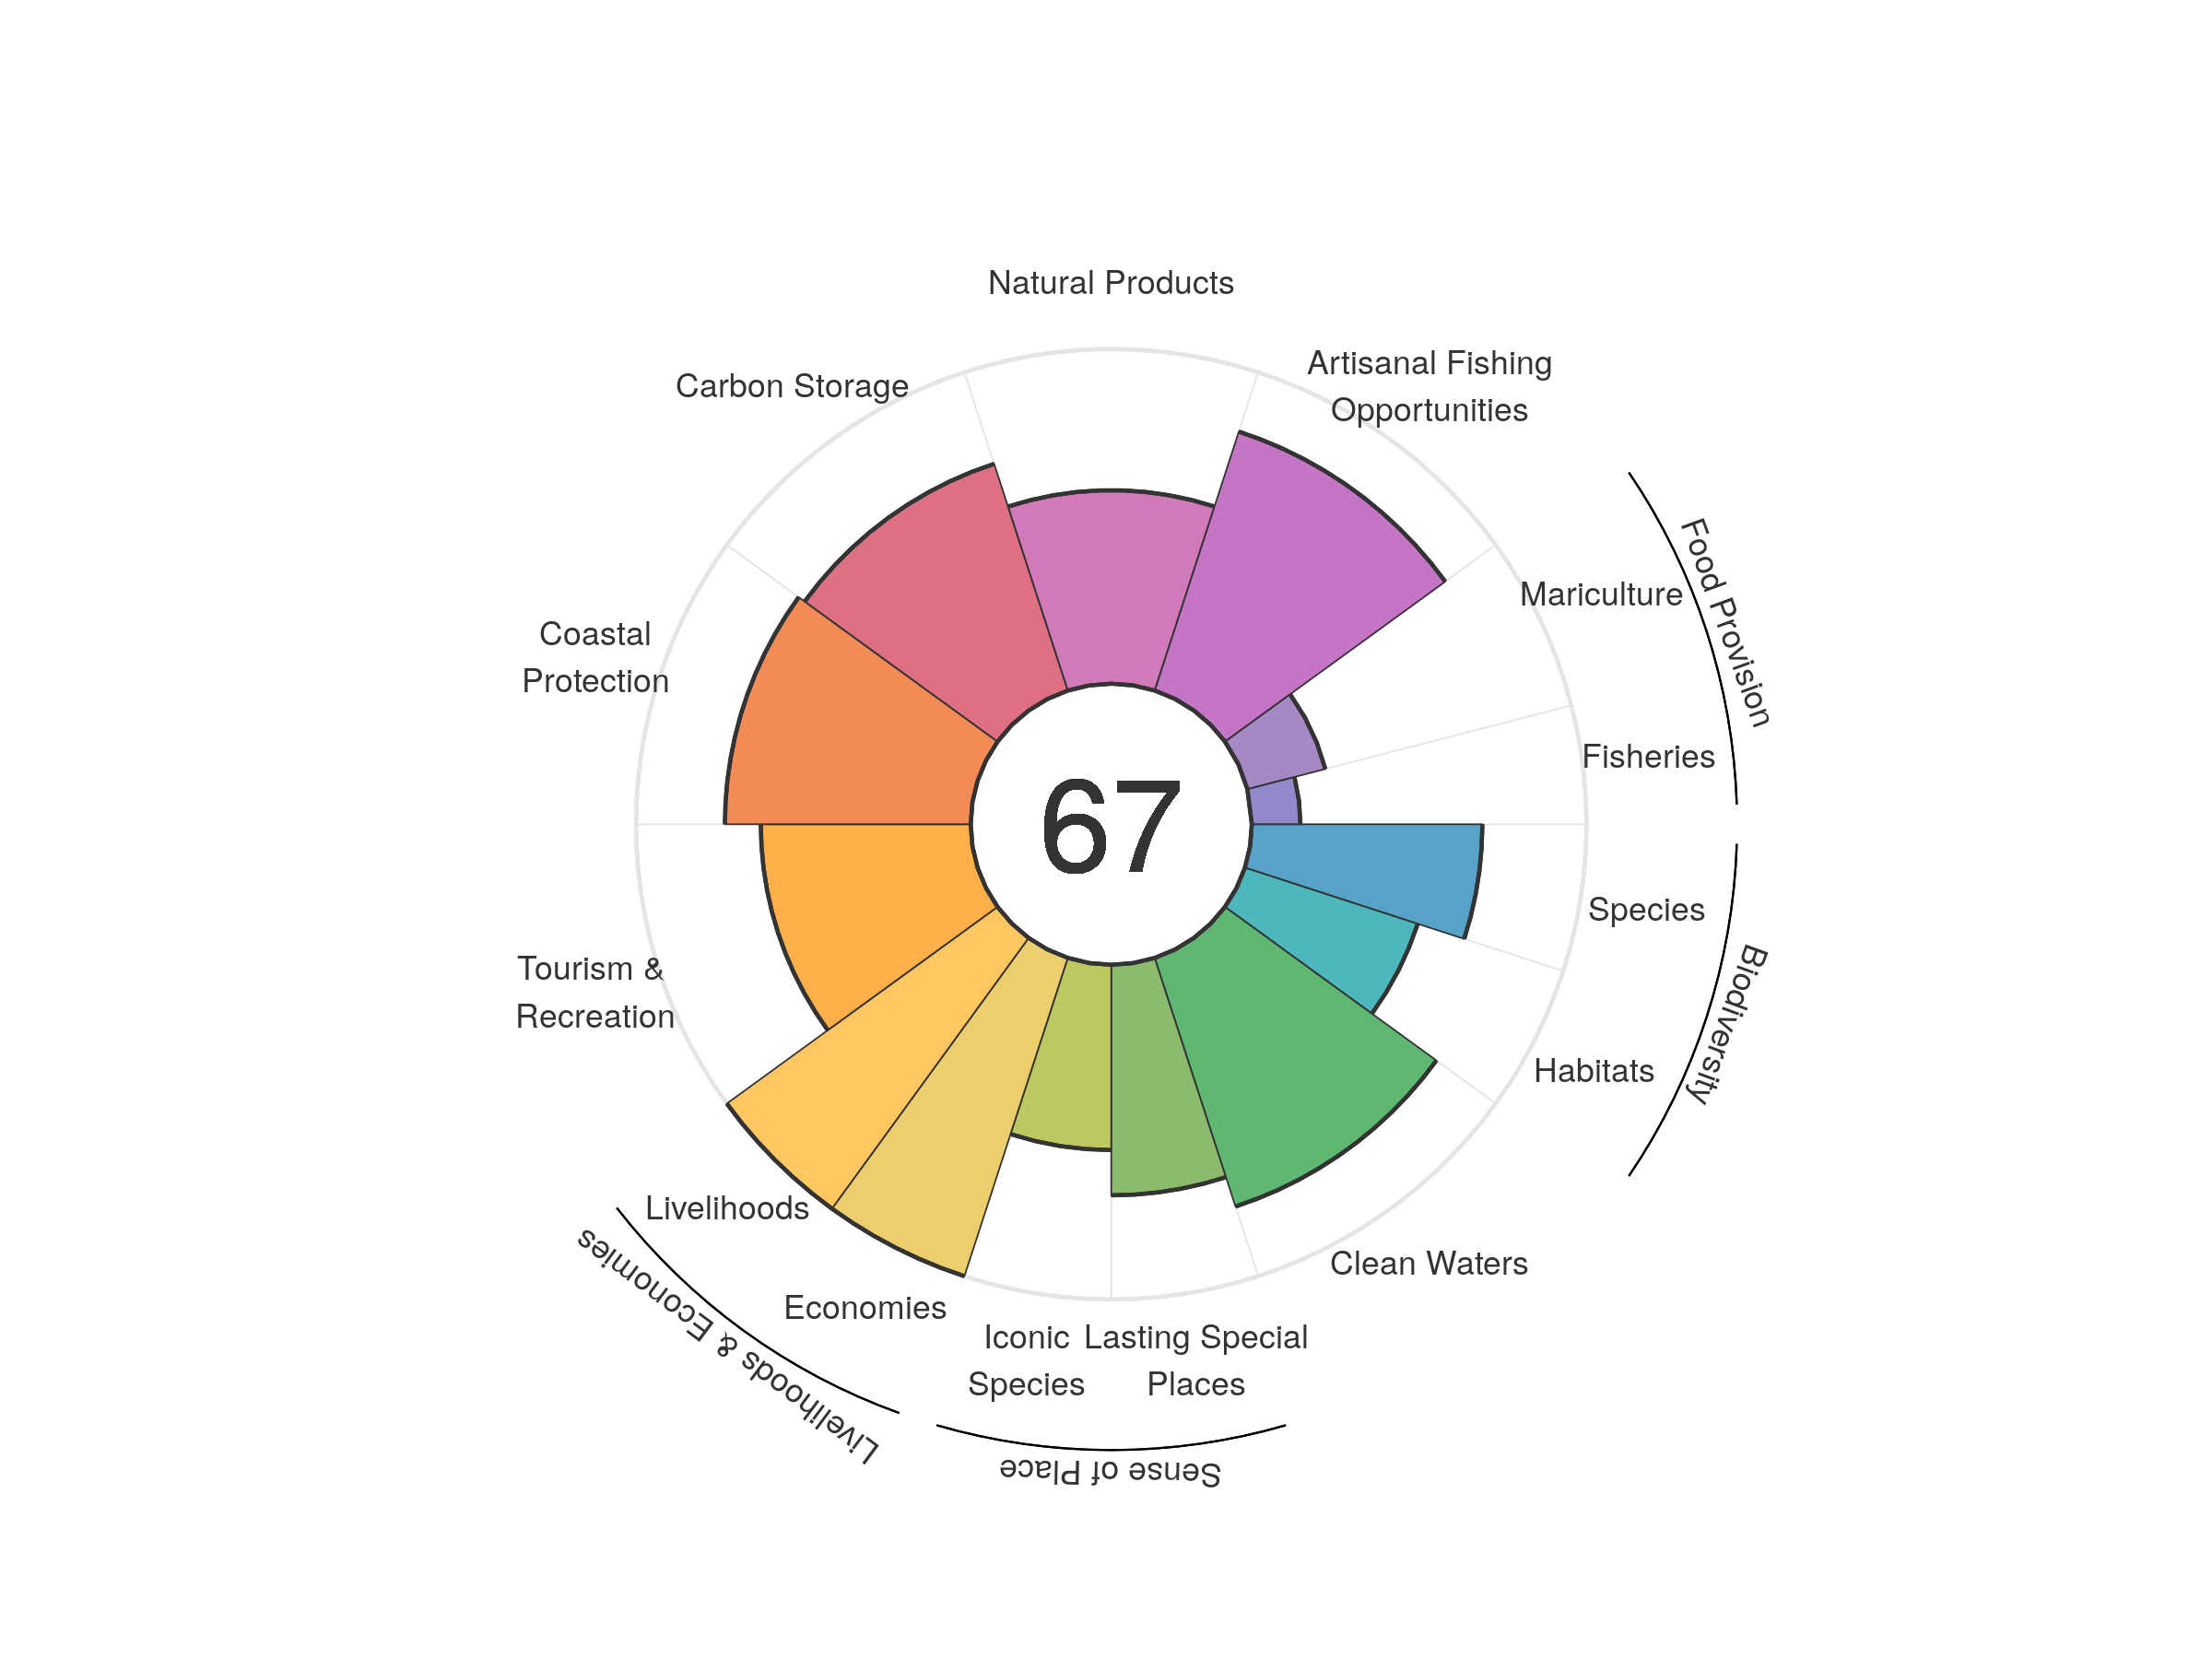 Natural Products
Artisanal Fishing
Opportunities
Carbon Storage
Mariculture
Food Provision
Coastal
Protection
Fisheries
67
Species
Biodiversity
Tourism &
Recreation
Habitats
Livelihoods
Clean Waters
Economies
Livelihoods & Economies
Iconic
Species
Lasting Special
Places
Sense of Place